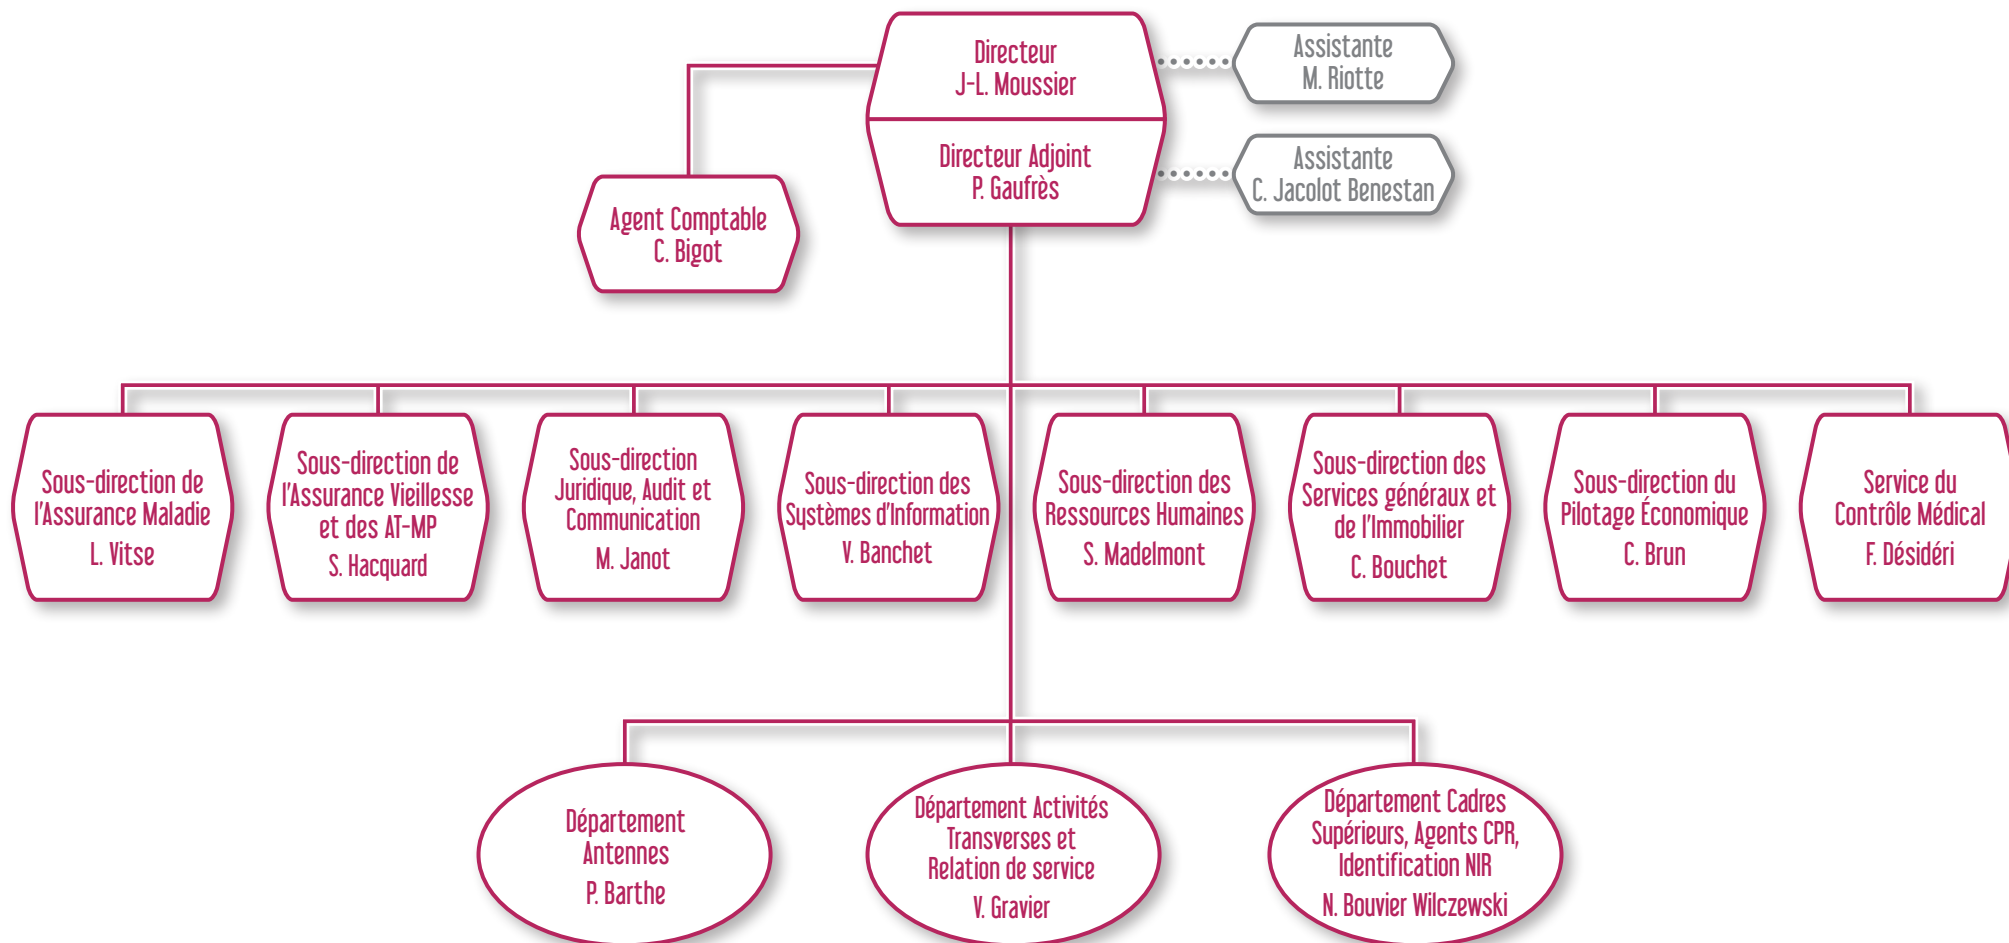 Directeur
J-L. Moussier
Assistante
M. Riotte
Directeur Adjoint
P. Gaufrès
Assistante
C. Jacolot Benestan
Agent Comptable
C. Bigot
Sous-direction de
l'Assurance Maladie
L. Vitse
Sous-direction de
l'Assurance Vieillesse
et des AT-MP
S. Hacquard
Sous-direction
Juridique, Audit et
Communication
M. Janot
Sous-direction des
Systèmes d'Information
V. Banchet
Sous-direction des
Ressources Humaines
S. Madelmont
Sous-direction des
Services généraux et
de l'Immobilier
C. Bouchet
Sous-direction du
Pilotage Économique
C. Brun
Service du
Contrôle Médical
F. Désidéri
Département
Antennes
P. Barthe
Département Activités
Transverses et
Relation de service
V. Gravier
Département Cadres
Supérieurs, Agents CPR,
Identification NIR
N. Bouvier Wilczewski